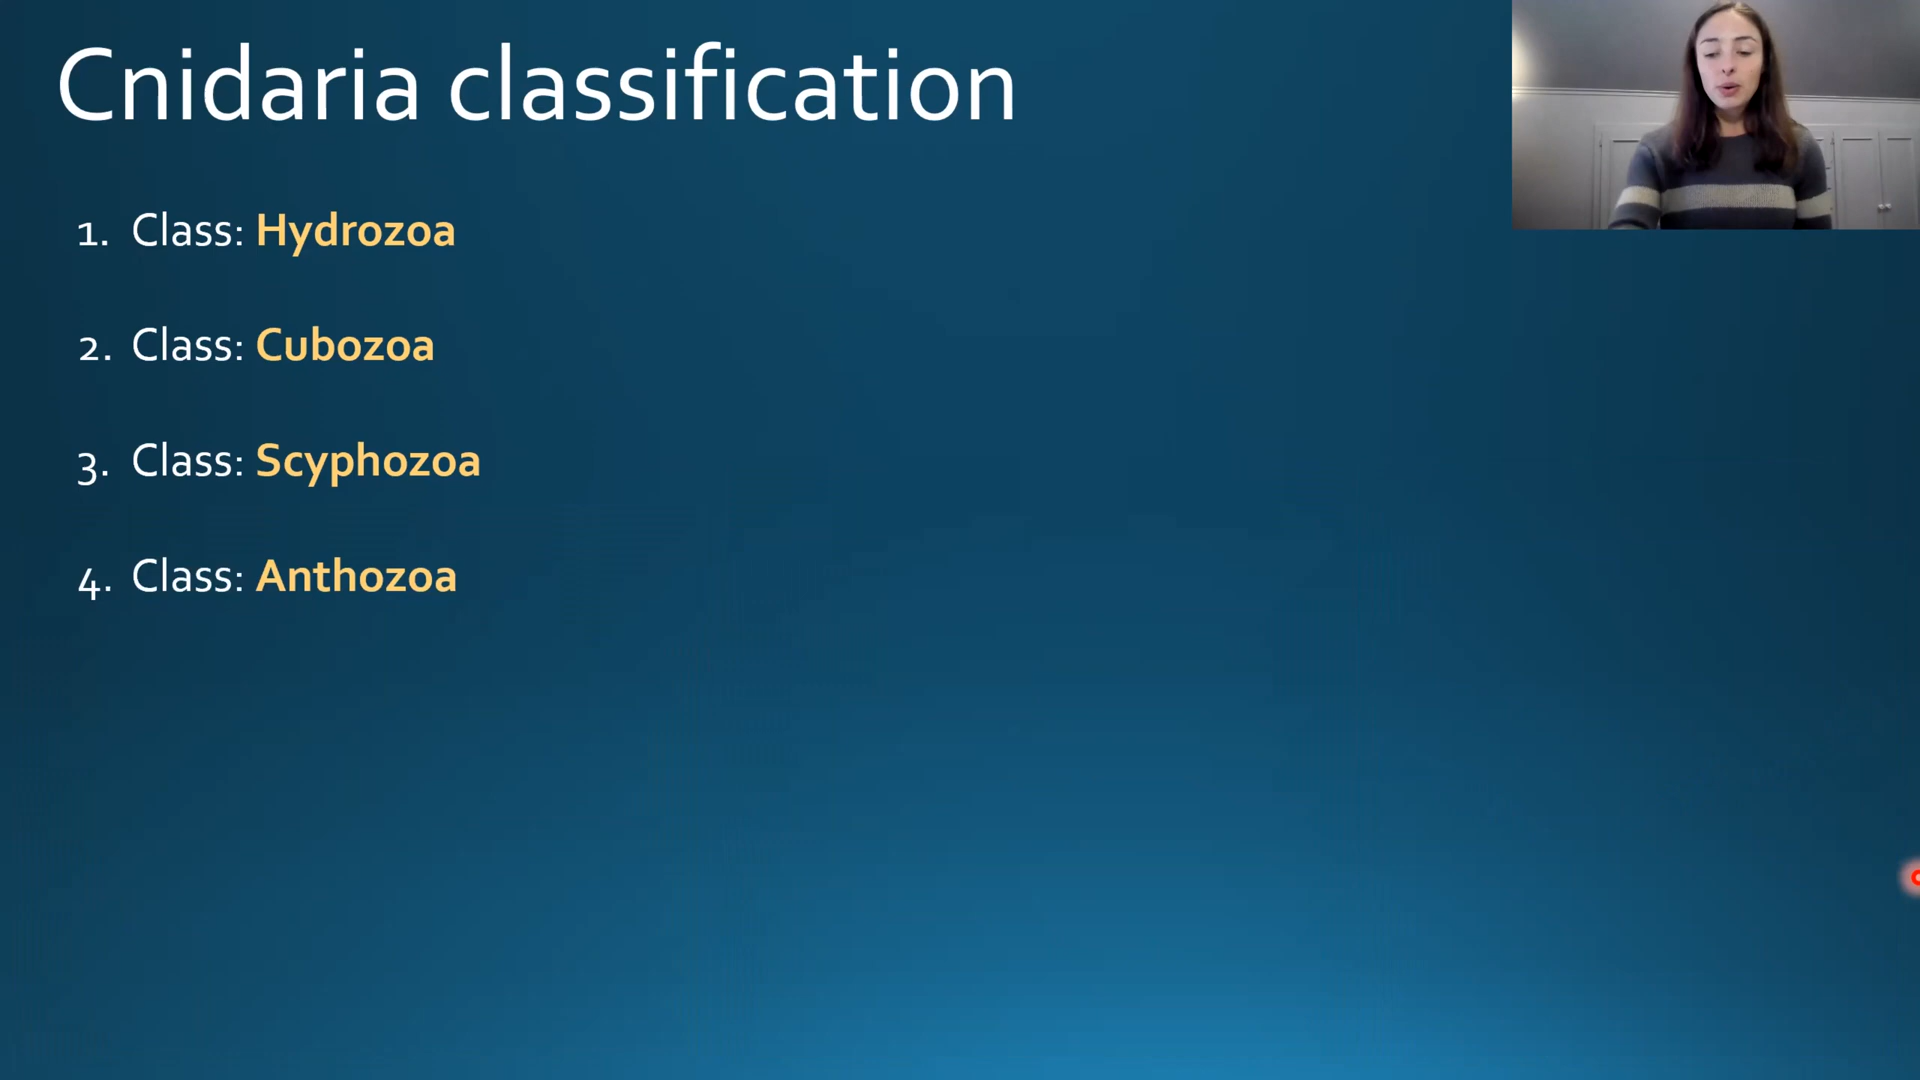 Cnidaria classification
1. Class: Hydrozoa
2. Class: Cubozoa
3. Class: Scyphozoa
4. Class: Anthozoa